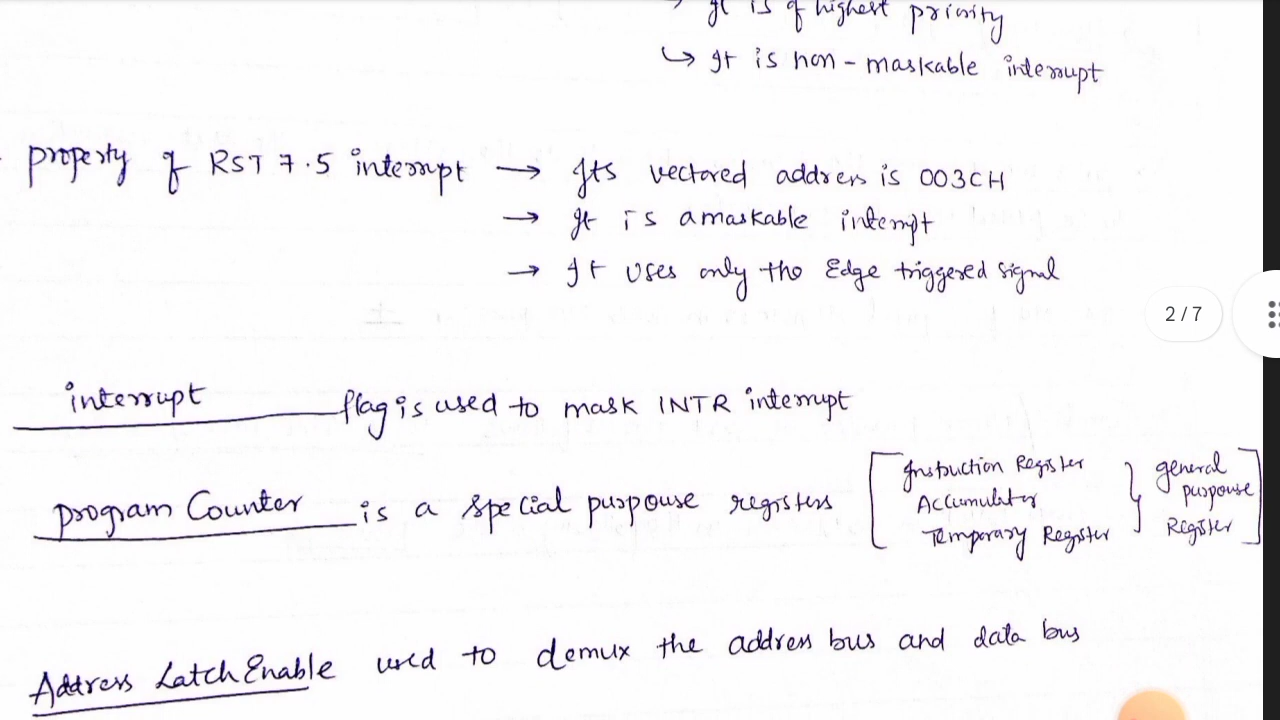 It is of highest priority
↳ It is non-maskable interrupt
property of RST 7.5 interrupt → Its vectored address is 003CH
→ It is a maskable interrupt
→ It uses only the Edge triggered signal
2 / 7
interrupt flag is used to mask INTR interrupt
program Counter is a special purpouse registers [Instruction Register
Accumulator
Temporary Register } general
purpouse
Register]
Address Latch Enable used to demux the address bus and data bus